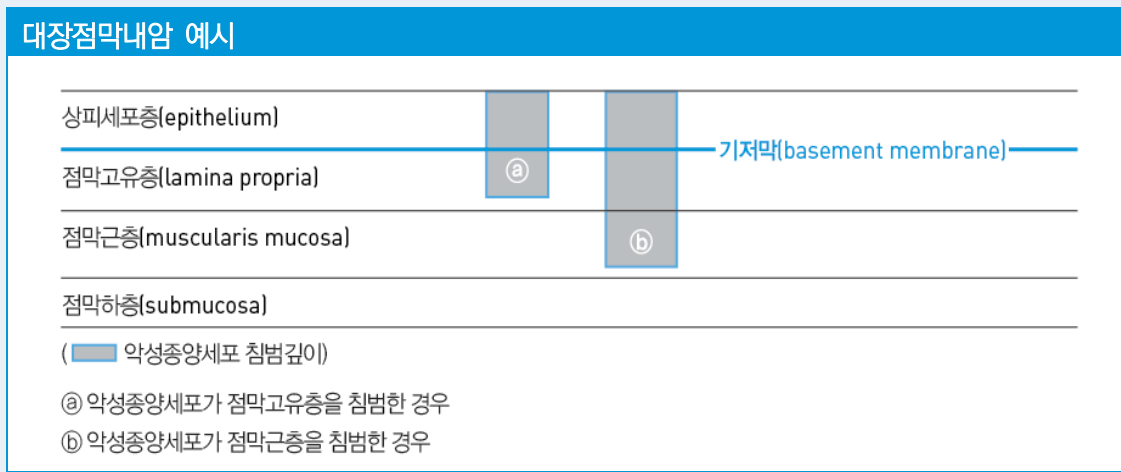 대장점막내암 예시
상피세포층(epithelium)
기저막(basement membrane)
점막고유층(lamina propria)
ⓐ
점막근층(muscularis mucosa)
ⓑ
점막하층(submucosa)
( 악성종양세포 침범깊이)
ⓐ 악성종양세포가 점막고유층을 침범한 경우
ⓑ 악성종양세포가 점막근층을 침범한 경우